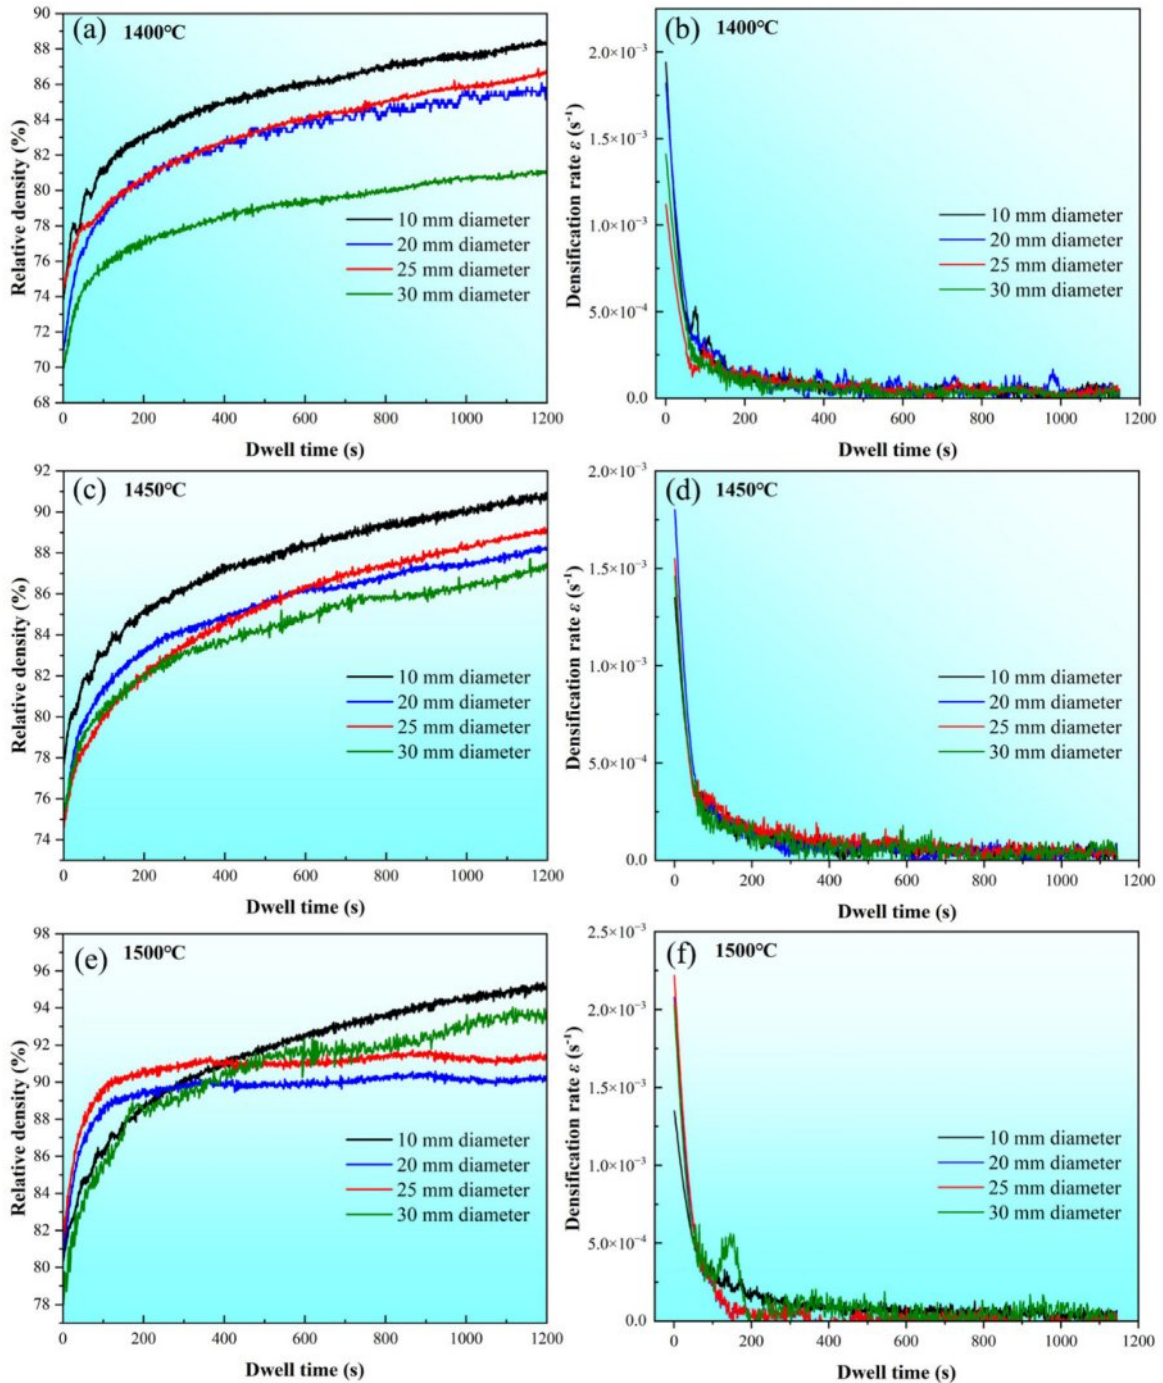 (a) 1400°C
90
88
86
84
82
80
78
76
74
72
70
68
Relative density (%)
10 mm diameter
20 mm diameter
25 mm diameter
30 mm diameter
0 200 400 600 800 1000 1200
Dwell time (s)
(b) 1400°C
2.0×10⁻³
1.5×10⁻³
1.0×10⁻³
5.0×10⁻⁴
0.0
Densification rate ε (s⁻¹)
10 mm diameter
20 mm diameter
25 mm diameter
30 mm diameter
0 200 400 600 800 1000 1200
Dwell time (s)
(c) 1450°C
92
90
88
86
84
82
80
78
76
74
Relative density (%)
10 mm diameter
20 mm diameter
25 mm diameter
30 mm diameter
0 200 400 600 800 1000 1200
Dwell time (s)
(d) 1450°C
2.0×10⁻³
1.5×10⁻³
1.0×10⁻³
5.0×10⁻⁴
0.0
Densification rate ε (s⁻¹)
10 mm diameter
20 mm diameter
25 mm diameter
30 mm diameter
0 200 400 600 800 1000 1200
Dwell time (s)
(e) 1500°C
98
96
94
92
90
88
86
84
82
80
78
Relative density (%)
10 mm diameter
20 mm diameter
25 mm diameter
30 mm diameter
0 200 400 600 800 1000 1200
Dwell time (s)
(f) 1500°C
2.5×10⁻³
2.0×10⁻³
1.5×10⁻³
1.0×10⁻³
5.0×10⁻⁴
0.0
Densification rate ε (s⁻¹)
10 mm diameter
20 mm diameter
25 mm diameter
30 mm diameter
0 200 400 600 800 1000 1200
Dwell time (s)